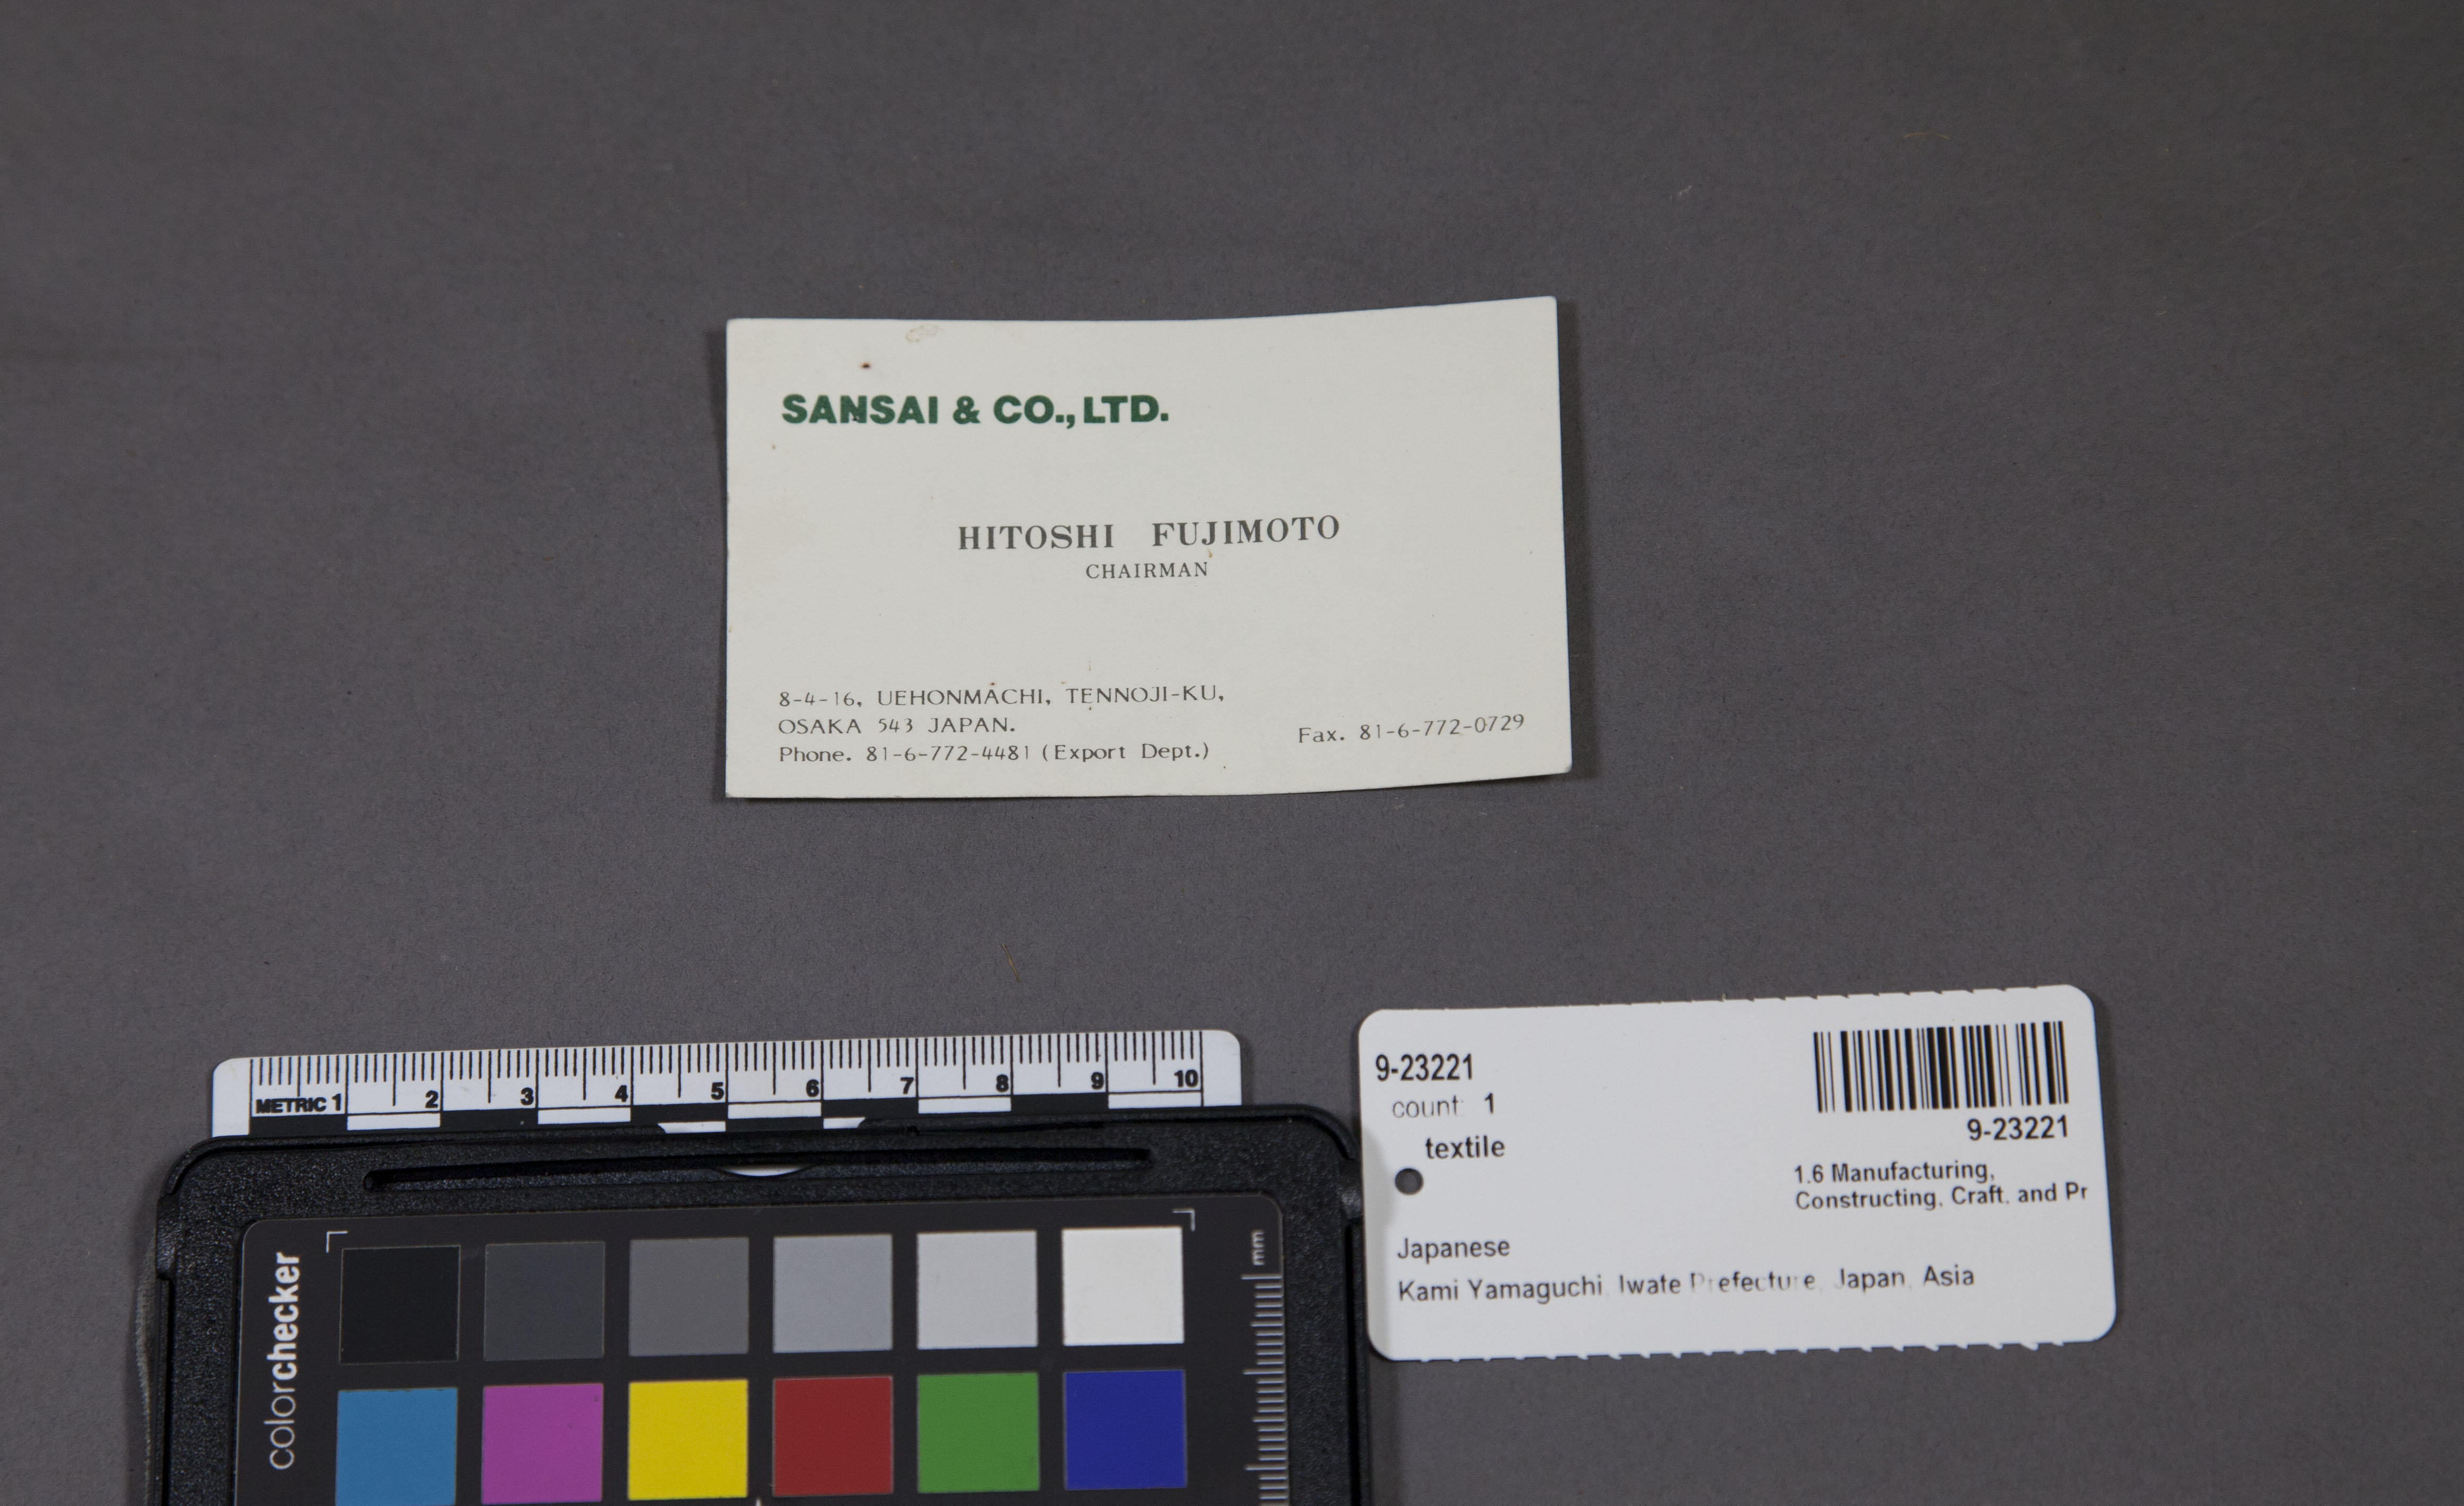 SANSAI & CO., LTD.
HITOSHI FUJIMOTO
CHAIRMAN
8-4-16, UEHONMACHI, TENNOJI-KU,
OSAKA 543 JAPAN.
Phone. 81-6-772-4481 (Export Dept.)
Fax. 81-6-772-0729
METRIC 1 2 3 4 5 6 7 8 9 10
colorchecker
mm
9-23221
count 1
textile
9-23221
1.6 Manufacturing,
Constructing, Craft, and Pr
Japanese
Kami Yamaguchi, Iwate Prefecture, Japan, Asia